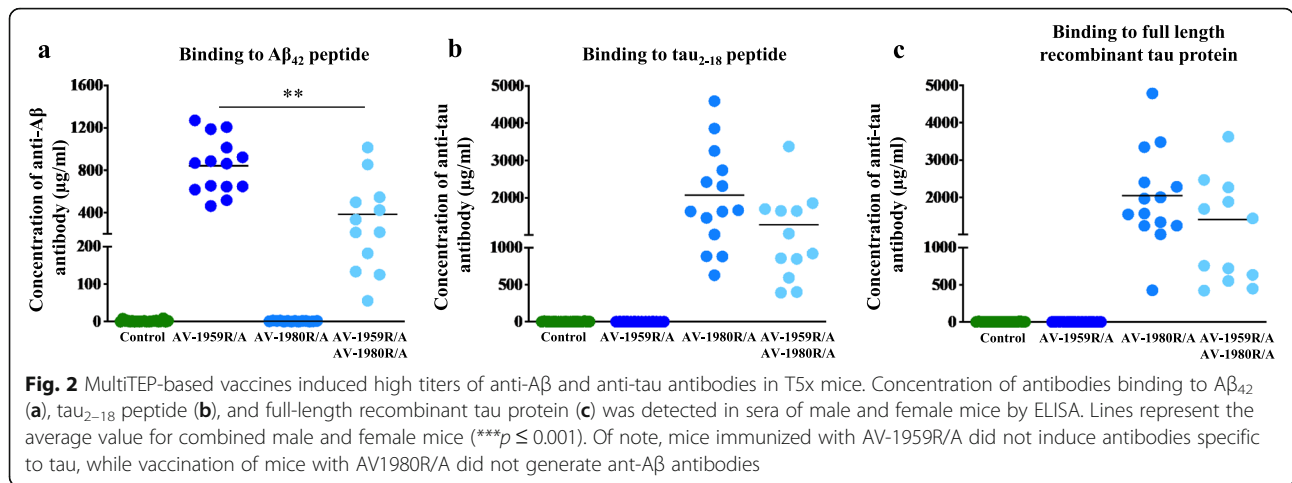 a
Binding to Aβ42 peptide
Concentration of anti-Aβ
antibody (µg/ml)
1600
1200
800
400
200
100
0
**
Control
AV-1959R/A
AV-1980R/A
AV-1959R/A
AV-1980R/A
b
Binding to tau2-18 peptide
Concentration of anti-tau
antibody (µg/ml)
5000
4000
3000
2000
1000
500
0
Control
AV-1959R/A
AV-1980R/A
AV-1959R/A
AV-1980R/A
c
Binding to full length
recombinant tau protein
Concentration of anti-tau
antibody (µg/ml)
5000
4000
3000
2000
1000
500
0
Control
AV-1959R/A
AV-1980R/A
AV-1959R/A
AV-1980R/A
Fig. 2 MultiTEP-based vaccines induced high titers of anti-Aβ and anti-tau antibodies in T5x mice. Concentration of antibodies binding to Aβ42
(a), tau2–18 peptide (b), and full-length recombinant tau protein (c) was detected in sera of male and female mice by ELISA. Lines represent the
average value for combined male and female mice (***p ≤ 0.001). Of note, mice immunized with AV-1959R/A did not induce antibodies specific
to tau, while vaccination of mice with AV1980R/A did not generate ant-Aβ antibodies